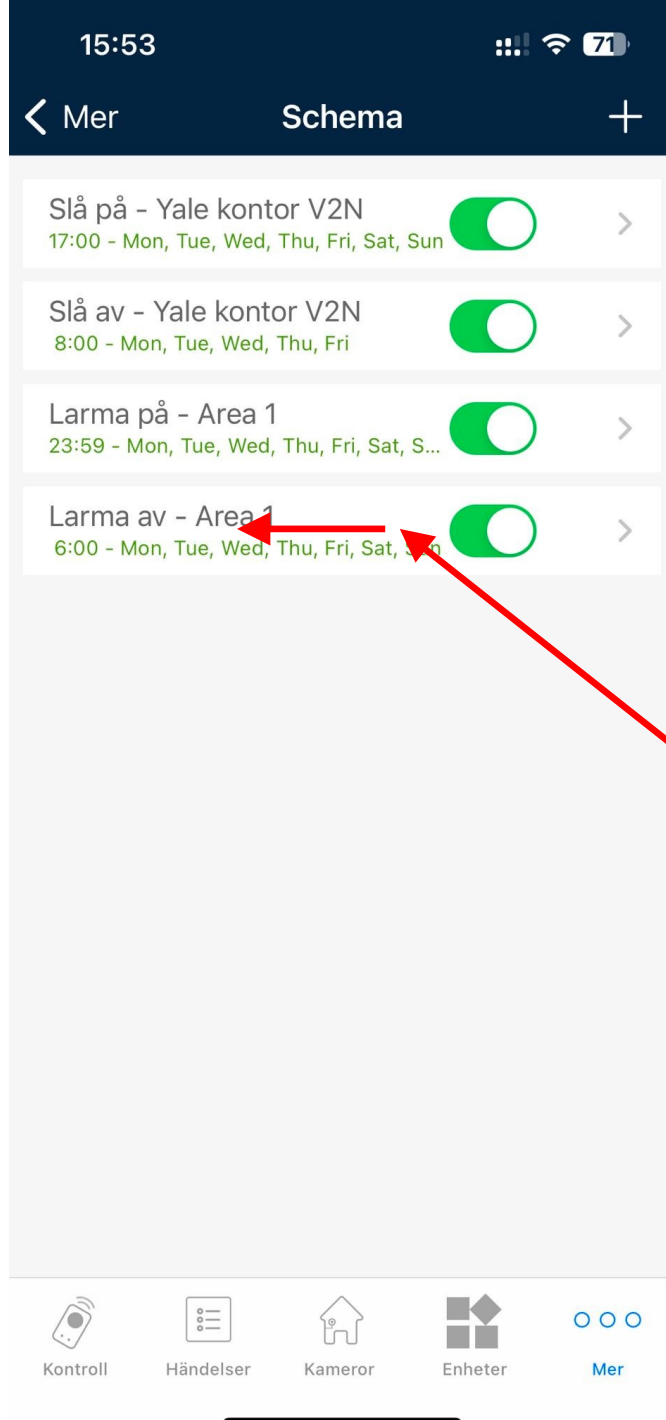 15:53
71
Mer
Schema
Slå på - Yale kontor V2N
17:00 - Mon, Tue, Wed, Thu, Fri, Sat, Sun
Slå av - Yale kontor V2N
8:00 - Mon, Tue, Wed, Thu, Fri
Larma på - Area 1
23:59 - Mon, Tue, Wed, Thu, Fri, Sat, S...
Larma av - Area 1
6:00 - Mon, Tue, Wed, Thu, Fri, Sat, Sun
Kontroll
Händelser
Kameror
Enheter
Mer